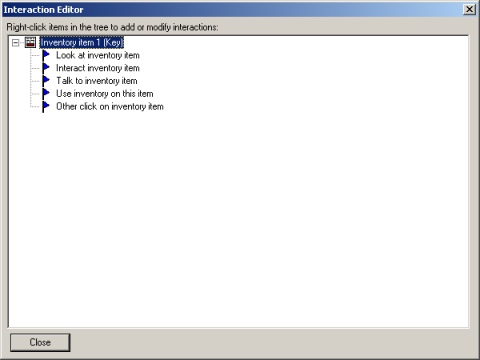 Interaction Editor
Right-click items in the tree to add or modify interactions:
Inventory item 1 (Key)
Look at inventory item
Interact inventory item
Talk to inventory item
Use inventory on this item
Other click on inventory item
Close